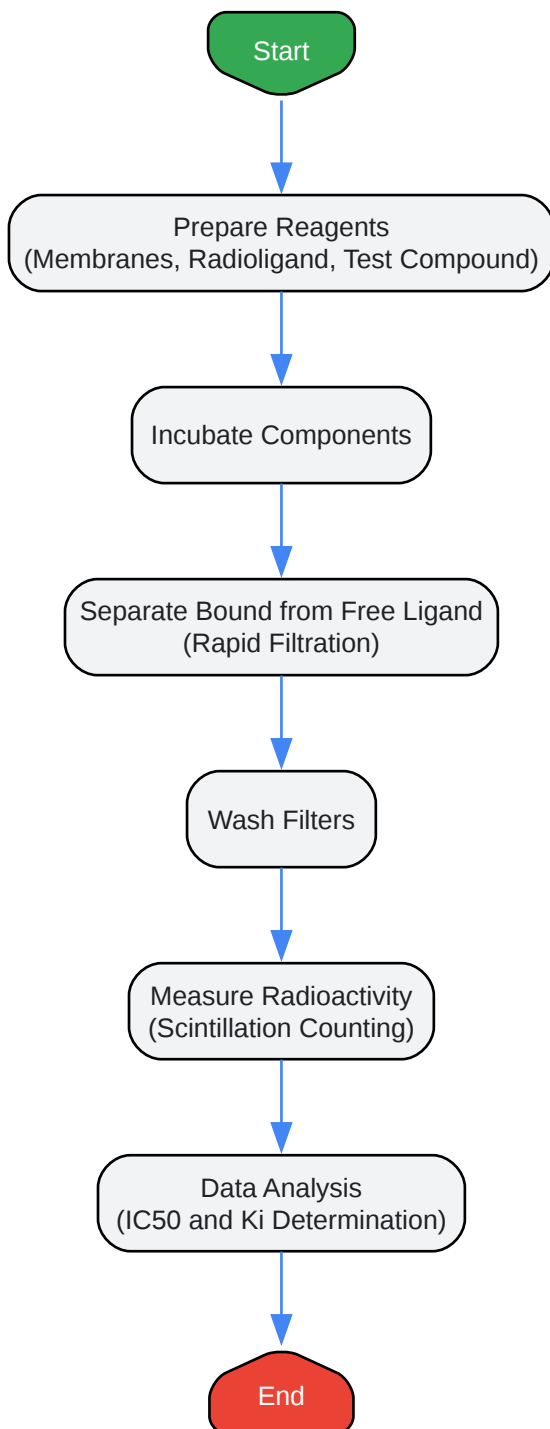 Start
Prepare Reagents
(Membranes, Radioligand, Test Compound)
Incubate Components
Separate Bound from Free Ligand
(Rapid Filtration)
Wash Filters
Measure Radioactivity
(Scintillation Counting)
Data Analysis
(IC50 and Ki Determination)
End